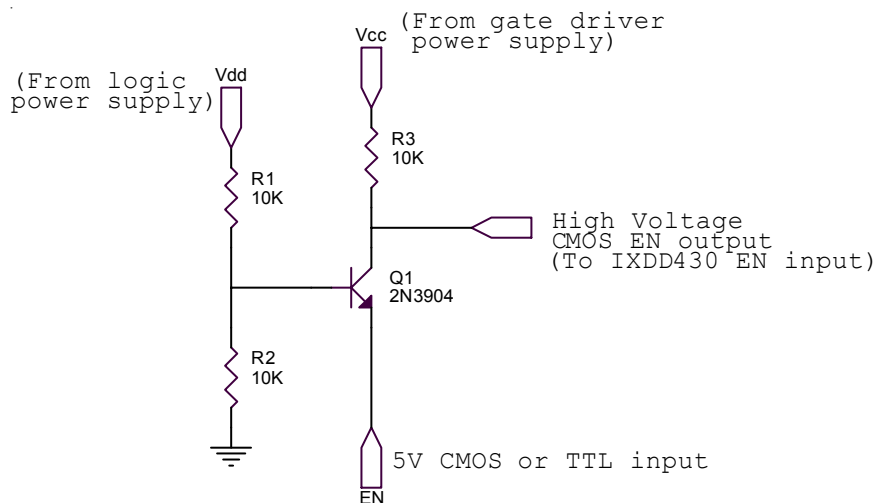 (From gate driver
power supply)
Vcc
(From logic
power supply)
Vdd
R3
10K
R1
10K
High Voltage
CMOS EN output
(To IXDD430 EN input)
Q1
2N3904
R2
10K
5V CMOS or TTL input
EN